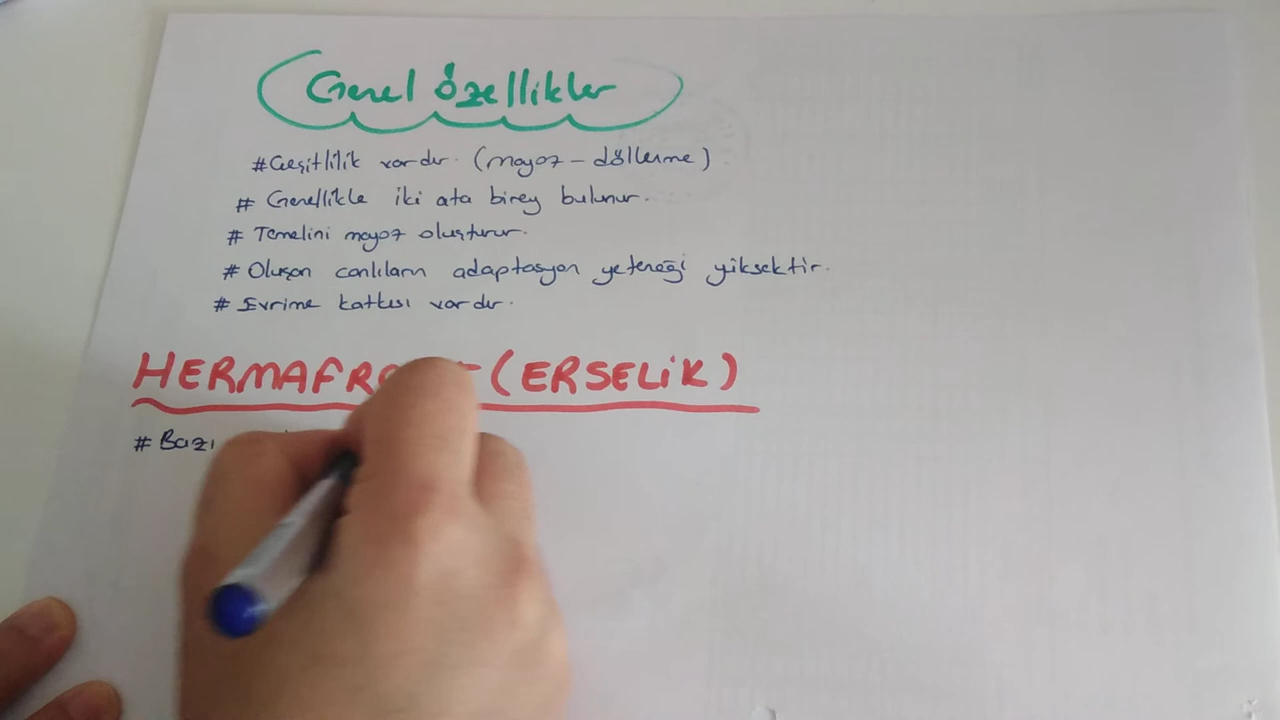 Genel özellikler
#Çeşitlilik vardır. (mayoz - döllenme)
# Genellikle iki ata birey bulunur.
# Temelini mayoz oluşturur.
# Oluşan canlıların adaptasyon yeteneği yüksektir.
# Evrime katkısı vardır.
(ERSELİK)
# Bazı